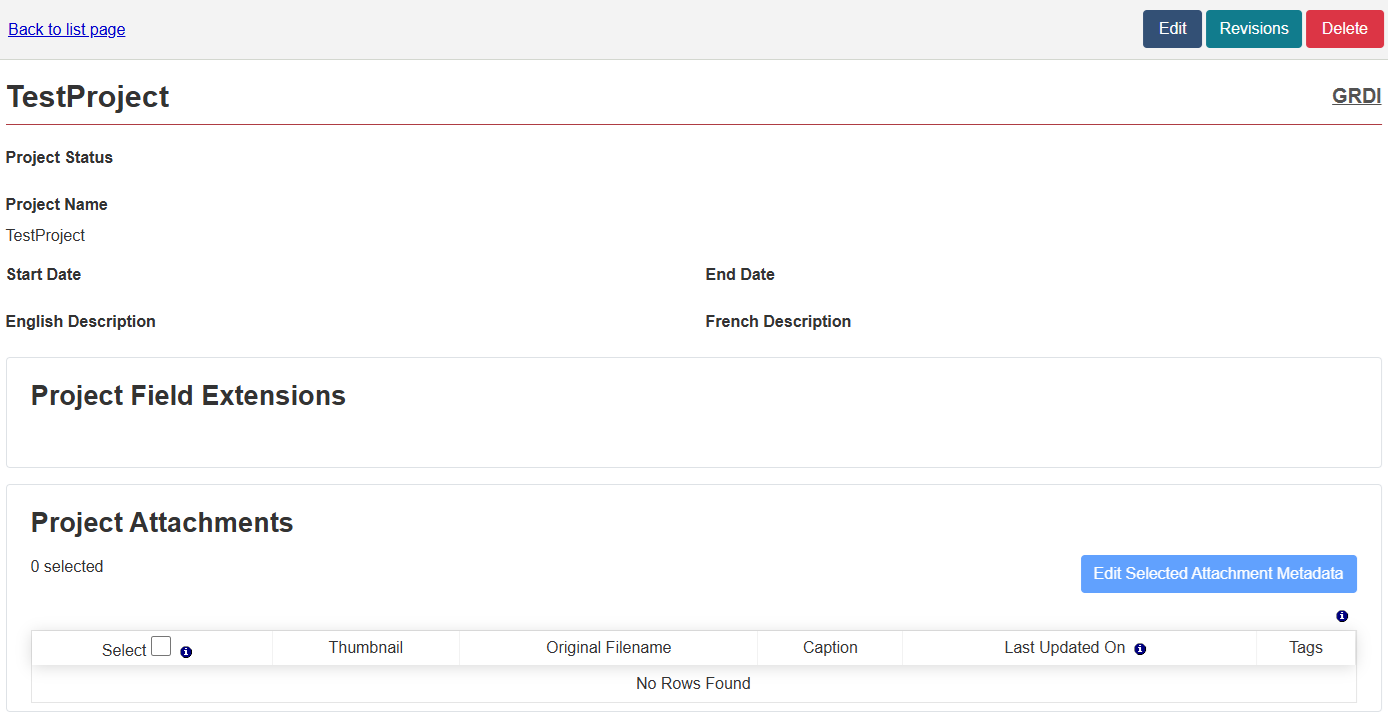 Back to list page Edit Revisions Delete
TestProject GRDI
Project Status
Project Name
TestProject
Start Date End Date
English Description French Description
Project Field Extensions
Project Attachments
0 selected Edit Selected Attachment Metadata
Select Thumbnail Original Filename Caption Last Updated On Tags
No Rows Found